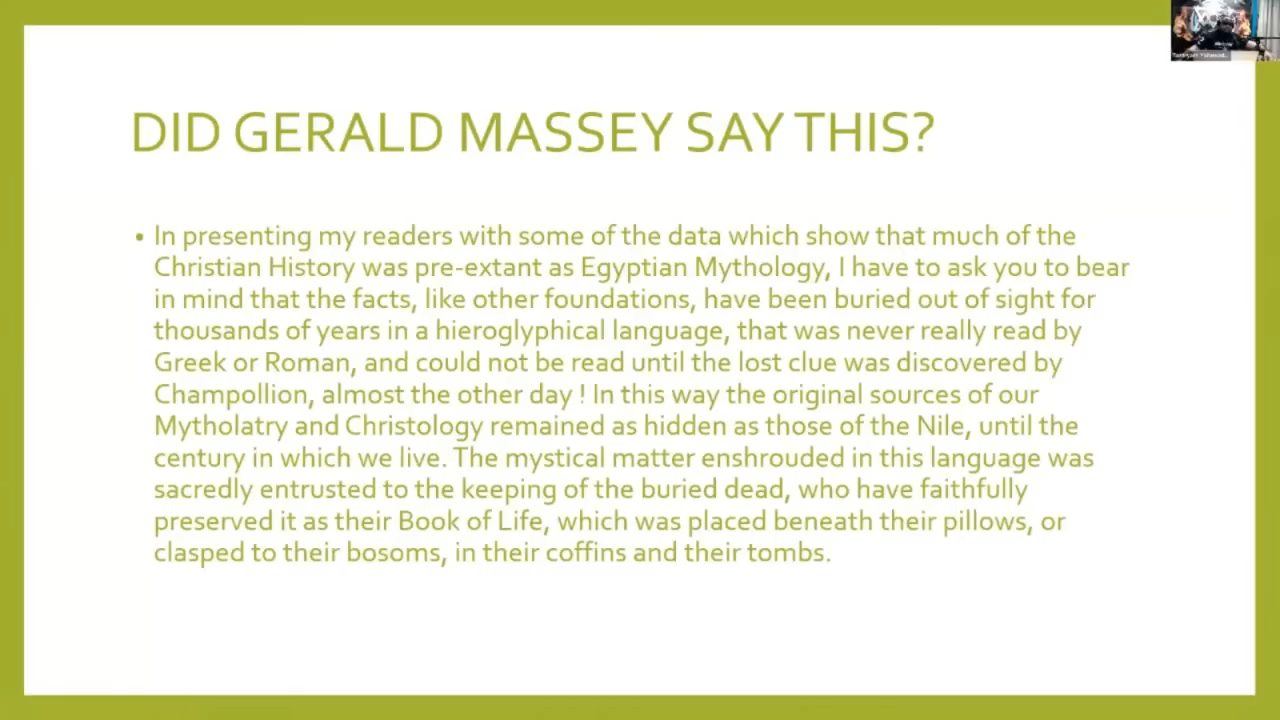 DID GERALD MASSEY SAY THIS?
• In presenting my readers with some of the data which show that much of the
Christian History was pre-extant as Egyptian Mythology, I have to ask you to bear
in mind that the facts, like other foundations, have been buried out of sight for
thousands of years in a hieroglyphical language, that was never really read by
Greek or Roman, and could not be read until the lost clue was discovered by
Champollion, almost the other day ! In this way the original sources of our
Mytholatry and Christology remained as hidden as those of the Nile, until the
century in which we live. The mystical matter enshrouded in this language was
sacredly entrusted to the keeping of the buried dead, who have faithfully
preserved it as their Book of Life, which was placed beneath their pillows, or
clasped to their bosoms, in their coffins and their tombs.